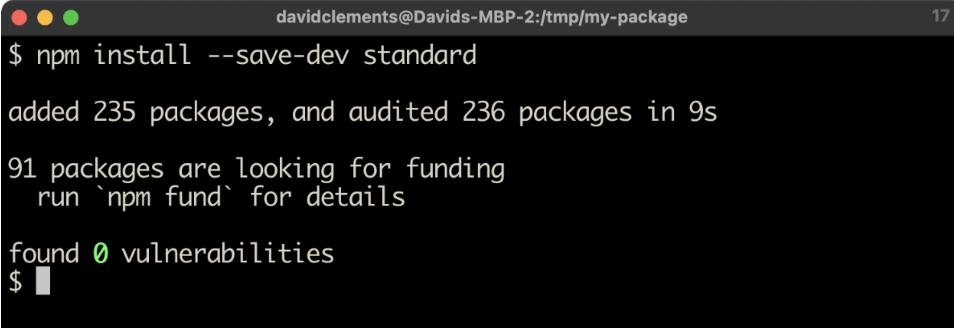 davidclements@Davids-MBP-2:/tmp/my-package 17
$ npm install --save-dev standard
added 235 packages, and audited 236 packages in 9s
91 packages are looking for funding
  run `npm fund` for details
found 0 vulnerabilities
$